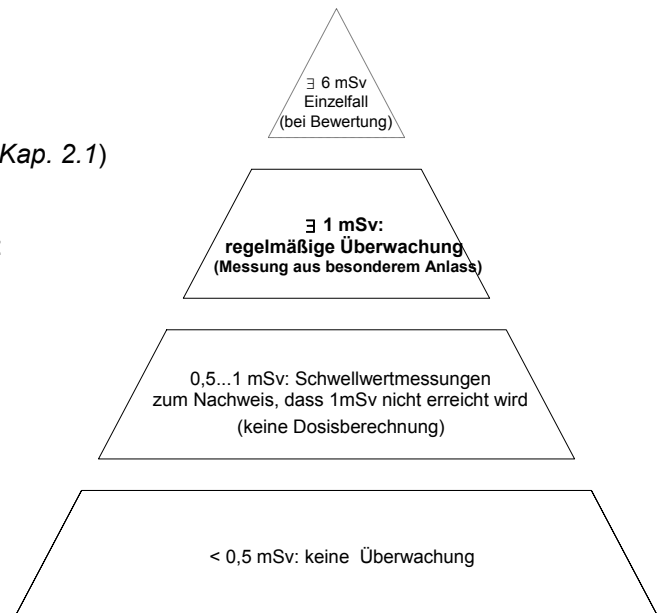 ∃ 6 mSv
Einzelfall
(bei Bewertung)
Kap. 2.1)
∃ 1 mSv:
regelmäßige Überwachung
(Messung aus besonderem Anlass)
0,5...1 mSv: Schwellwertmessungen
zum Nachweis, dass 1mSv nicht erreicht wird
(keine Dosisberechnung)
< 0,5 mSv: keine Überwachung